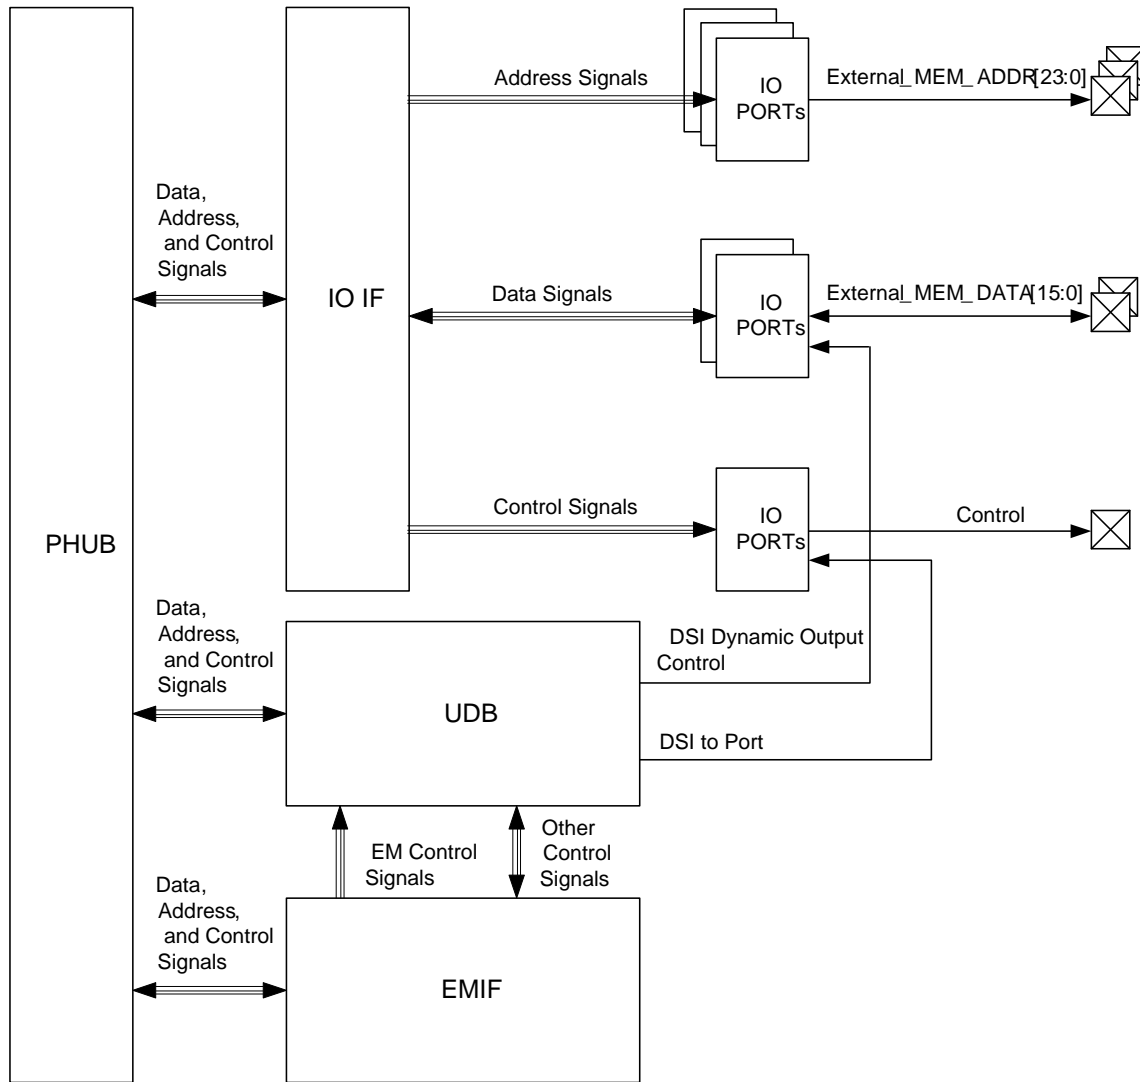 Address Signals
IO
PORTs
External_MEM_ADDR[23:0]
Data,
Address,
and Control
Signals
IO IF
Data Signals
IO
PORTs
External_MEM_DATA[15:0]
PHUB
Control Signals
IO
PORTs
Control
Data,
Address,
and Control
Signals
UDB
DSI Dynamic Output
Control
DSI to Port
EM Control
Signals
Other
Control
Signals
Data,
Address,
and Control
Signals
EMIF